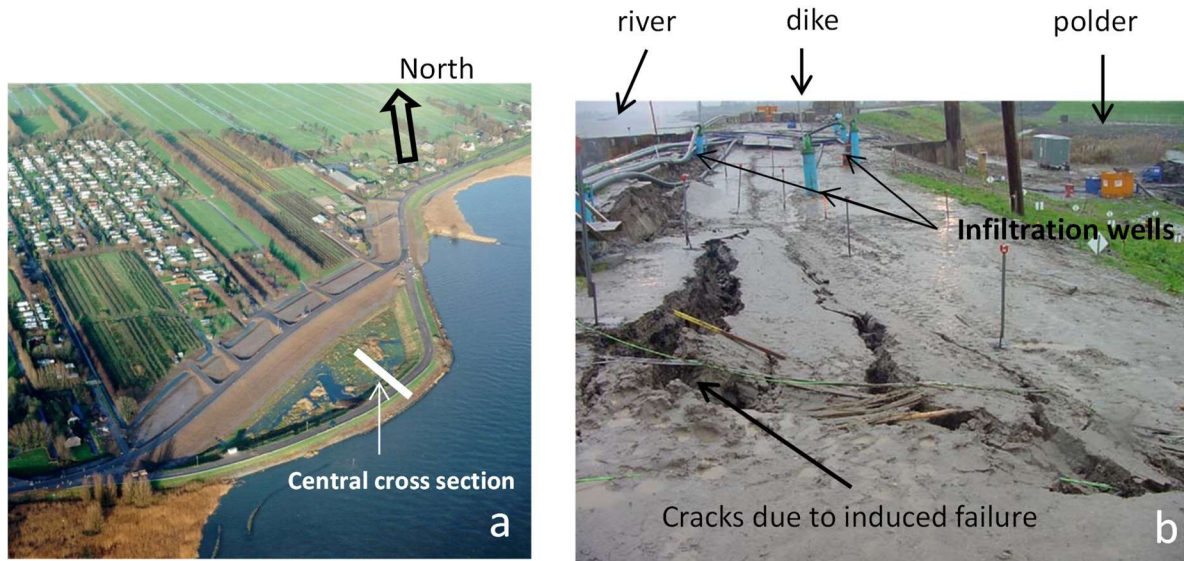 North
Central cross section
a
river
dike
polder
Infiltration wells
Cracks due to induced failure
b